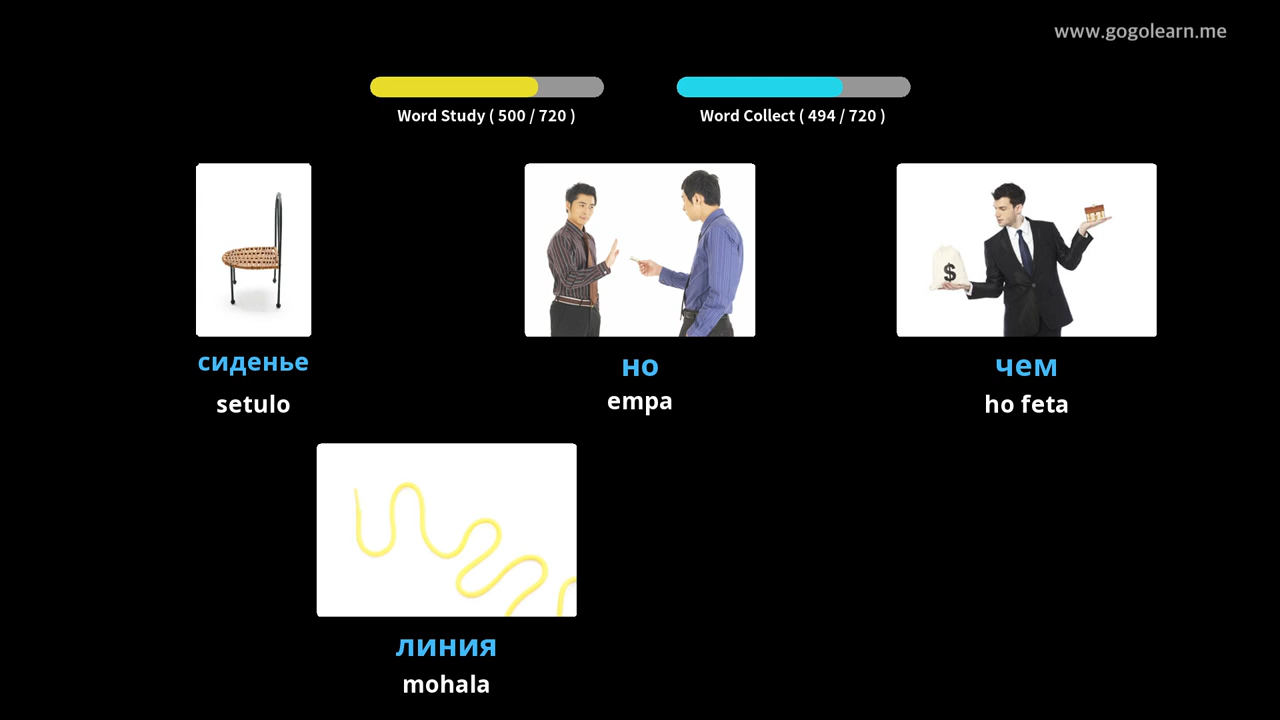 www.gogolearn.me
Word Study ( 500 / 720 )
Word Collect ( 494 / 720 )
$
сиденье
setulo
но
empa
чем
ho feta
линия
mohala